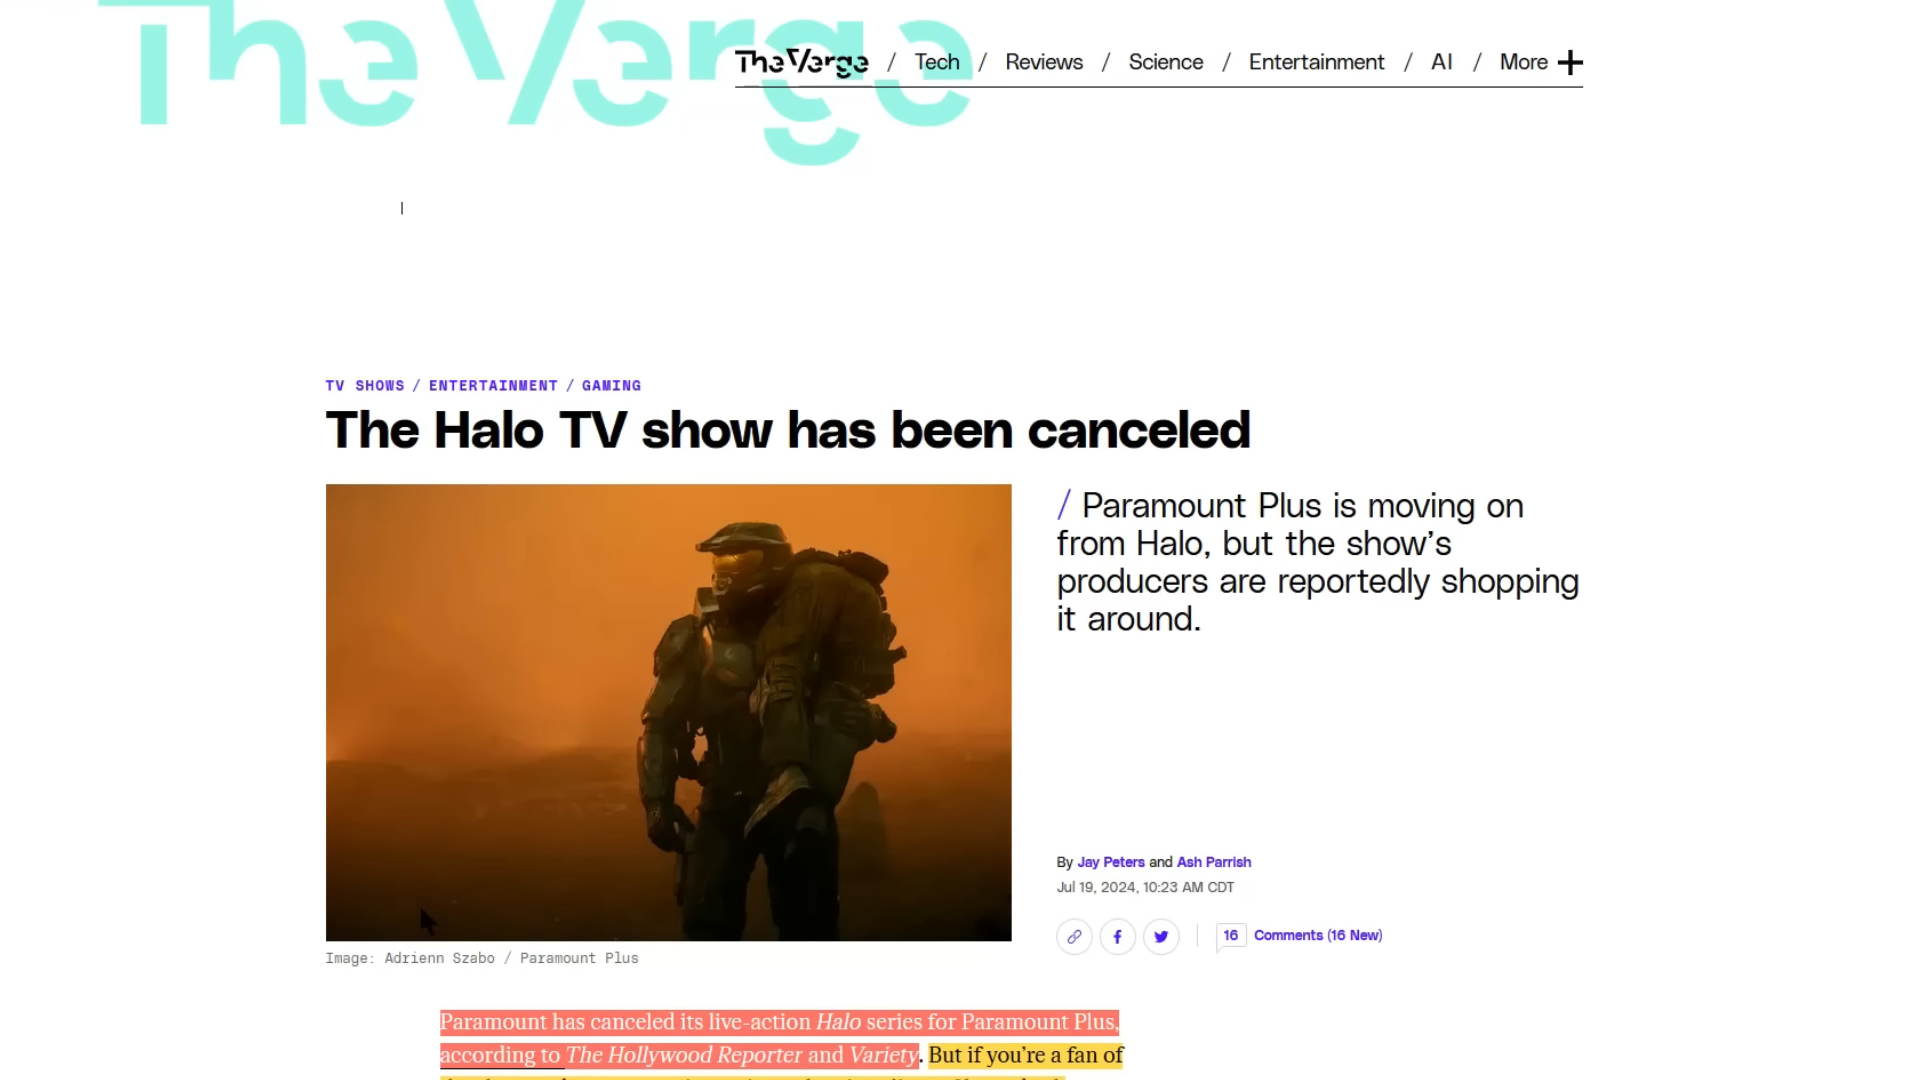 The Verge
The Verge / Tech / Reviews / Science / Entertainment / AI / More
TV SHOWS / ENTERTAINMENT / GAMING
The Halo TV show has been canceled
/ Paramount Plus is moving on
from Halo, but the show's
producers are reportedly shopping
it around.
By Jay Peters and Ash Parrish
Jul 19, 2024, 10:23 AM CDT
16 Comments (16 New)
Image: Adrienn Szabo / Paramount Plus
Paramount has canceled its live-action Halo series for Paramount Plus,
according to The Hollywood Reporter and Variety. But if you're a fan of